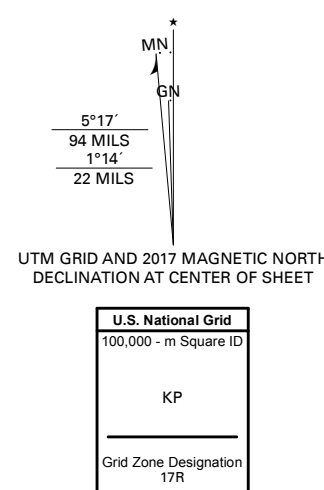 ★
MN
GN
5°17´
94 MILS
1°14´
22 MILS
UTM GRID AND 2017 MAGNETIC NORTH
DECLINATION AT CENTER OF SHEET
U.S. National Grid
100,000 - m Square ID
KP
Grid Zone Designation
17R